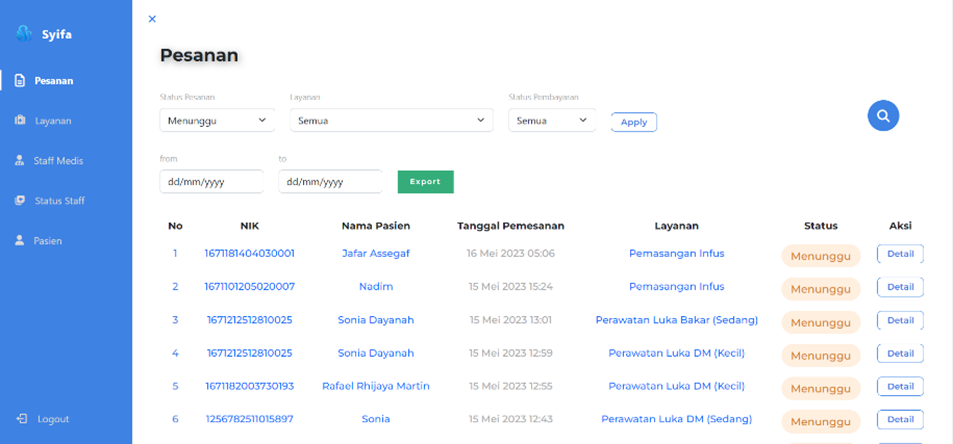 Syifa
Pesanan
Layanan
Staff Medis
Status Staff
Pasien
Logout
×
Pesanan
Status Pesanan Layanan Status Pembayaran
Menunggu Semua Semua Apply
from to
dd/mm/yyyy dd/mm/yyyy Export
No NIK Nama Pasien Tanggal Pemesanan Layanan Status Aksi
1 1671181404030001 Jafar Assegaf 16 Mei 2023 05:06 Pemasangan Infus Menunggu Detail
2 1671101205020007 Nadim 15 Mei 2023 15:24 Pemasangan Infus Menunggu Detail
3 1671212512810025 Sonia Dayanah 15 Mei 2023 13:01 Perawatan Luka Bakar (Sedang) Menunggu Detail
4 1671212512810025 Sonia Dayanah 15 Mei 2023 12:59 Perawatan Luka DM (Kecil) Menunggu Detail
5 1671182003730193 Rafael Rhijaya Martin 15 Mei 2023 12:55 Perawatan Luka DM (Kecil) Menunggu Detail
6 1256782511015897 Sonia 15 Mei 2023 12:43 Perawatan Luka DM (Sedang) Menunggu Detail